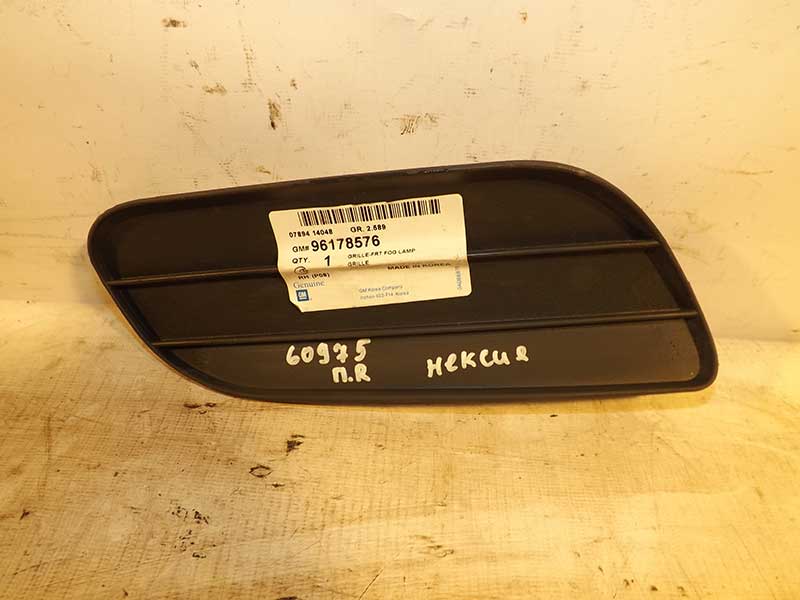 07894 14048 GR. 2.589
GM# 96178576
QTY. 1 GRILLE-FRT FOG LAMP
GRILLE
RH (P08) MADE IN KOREA
Genuine
GM
GM Korea Company
60975
п.R
нексия